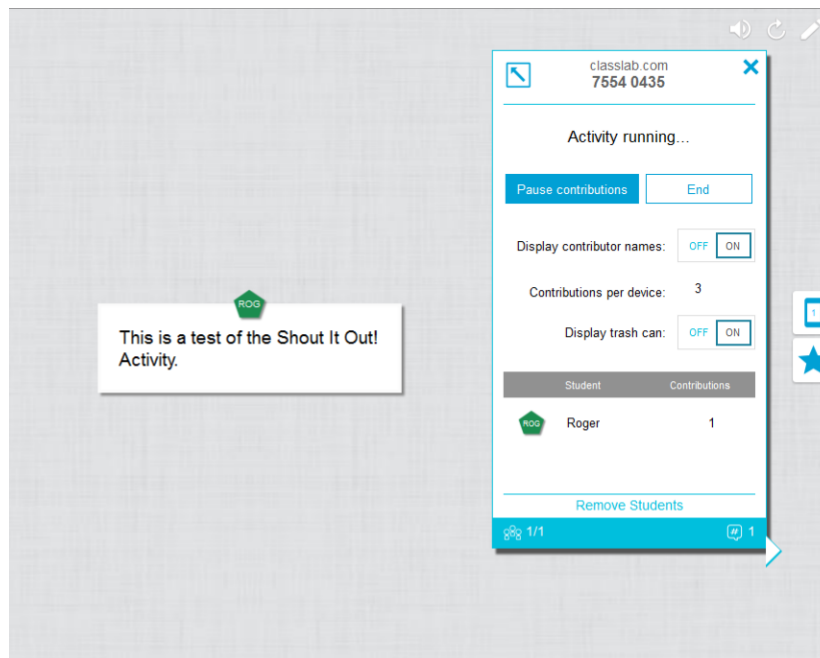 classlab.com
7554 0435
Activity running...
Pause contributions
End
Display contributor names:
OFF
ON
Contributions per device:
3
Display trash can:
OFF
ON
Student
Contributions
ROG
Roger
1
Remove Students
1/1
# 1
ROG
This is a test of the Shout It Out!
Activity.
1